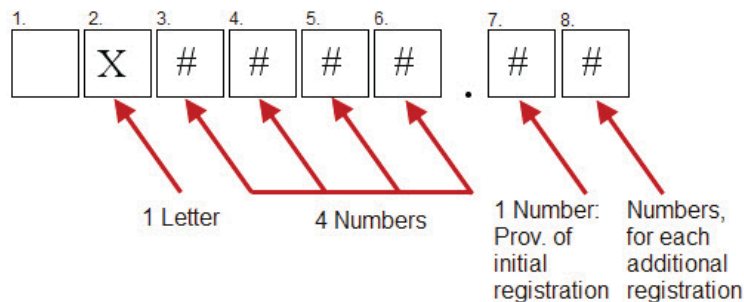 1. 2. 3. 4. 5. 6. 7. 8.
X # # # # . # #
1 Letter
4 Numbers
1 Number:
Prov. of
initial
registration
Numbers,
for each
additional
registration